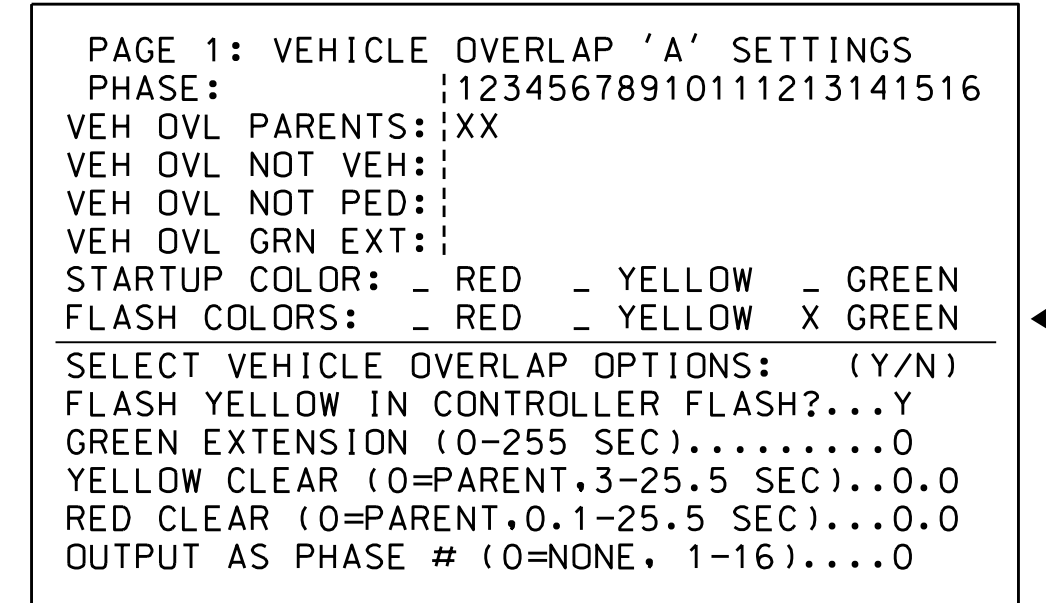 PAGE 1: VEHICLE OVERLAP 'A' SETTINGS
PHASE: ¦12345678910111213141516
VEH OVL PARENTS:¦XX
VEH OVL NOT VEH:¦
VEH OVL NOT PED:¦
VEH OVL GRN EXT:¦
STARTUP COLOR: _ RED _ YELLOW _ GREEN
FLASH COLORS: _ RED _ YELLOW X GREEN
SELECT VEHICLE OVERLAP OPTIONS: (Y/N)
FLASH YELLOW IN CONTROLLER FLASH?...Y
GREEN EXTENSION (0-255 SEC).........0
YELLOW CLEAR (0=PARENT,3-25.5 SEC)..0.0
RED CLEAR (0=PARENT,0.1-25.5 SEC)...0.0
OUTPUT AS PHASE # (0=NONE, 1-16)....0